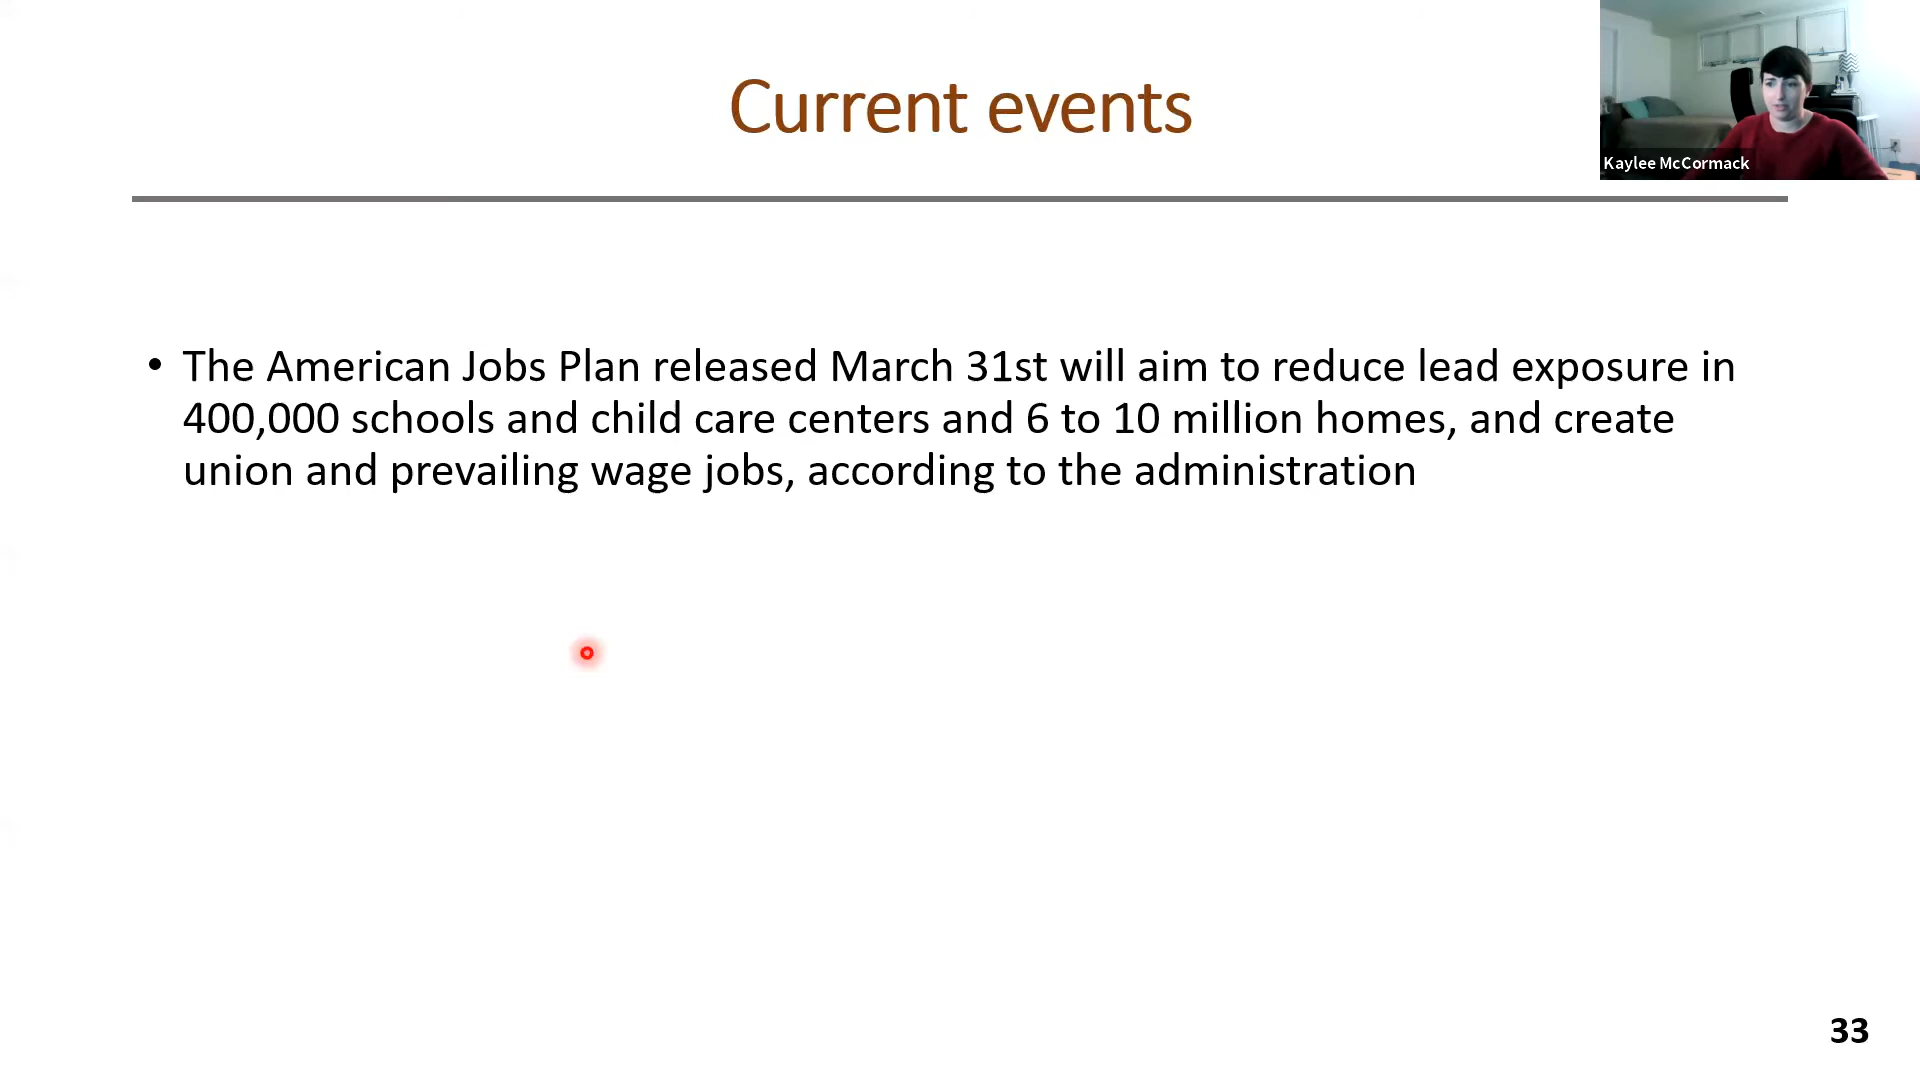 Current events
Kaylee McCormack
• The American Jobs Plan released March 31st will aim to reduce lead exposure in
400,000 schools and child care centers and 6 to 10 million homes, and create
union and prevailing wage jobs, according to the administration
33